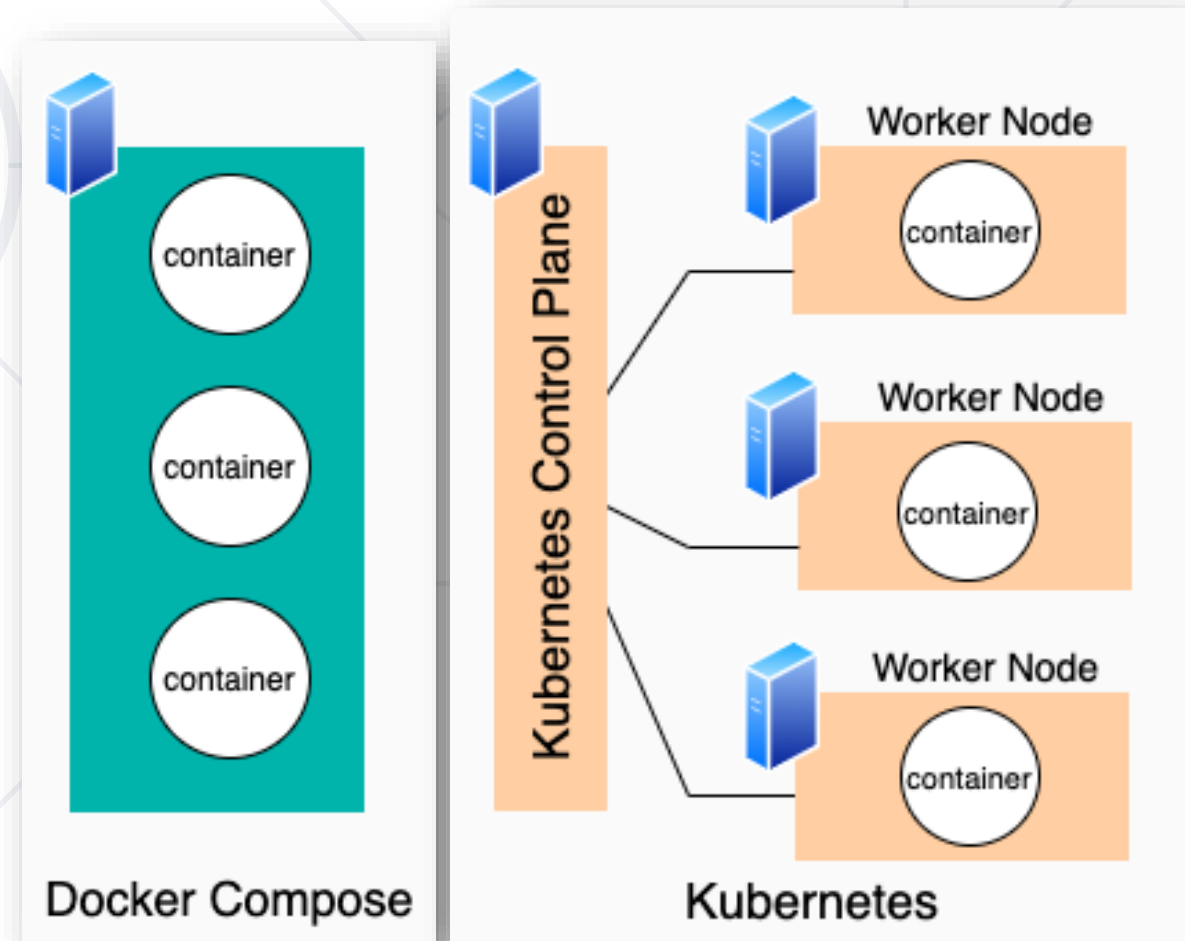 container
container
container
Docker Compose
Kubernetes Control Plane
Worker Node
container
Worker Node
container
Worker Node
container
Kubernetes